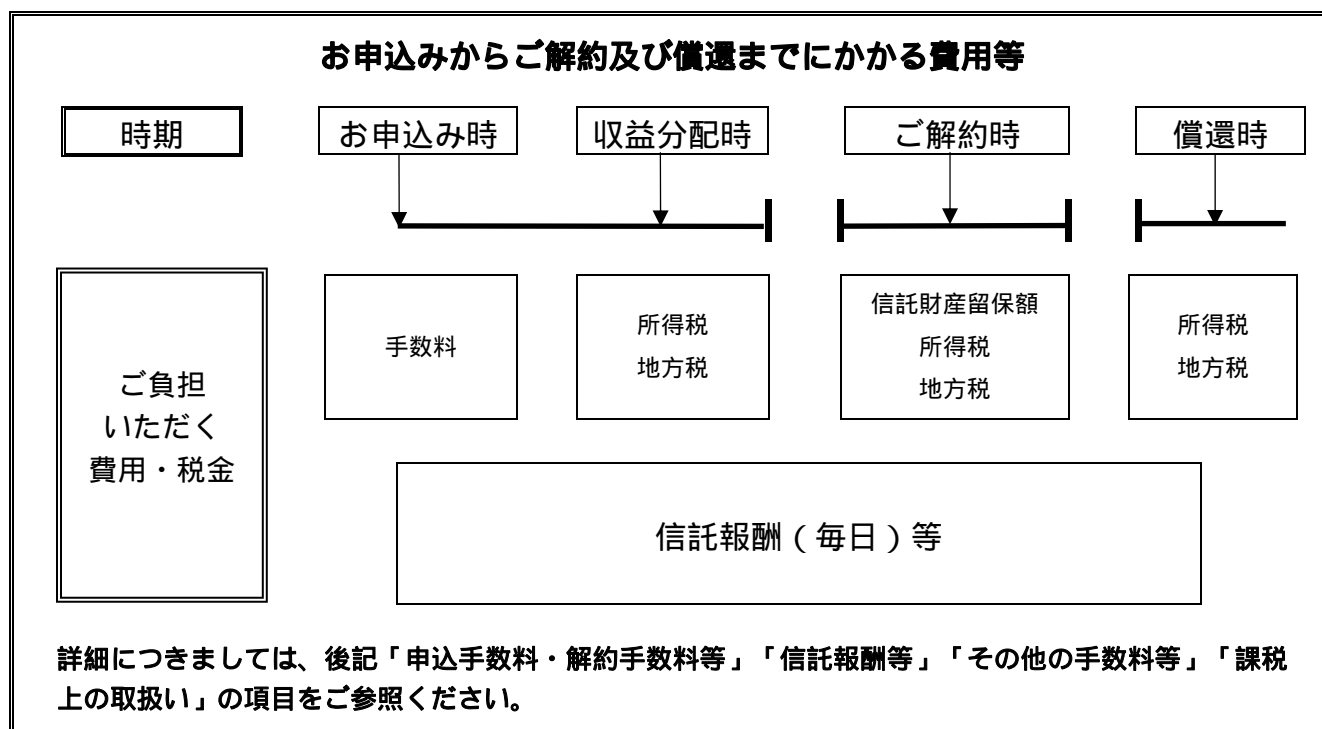 お申込みからご解約及び償還までにかかる費用等
時期
お申込み時
収益分配時
ご解約時
償還時
ご負担
いただく
費用・税金
手数料
所得税
地方税
信託財産留保額
所得税
地方税
所得税
地方税
信託報酬（毎日）等
詳細につきましては、後記「申込手数料・解約手数料等」「信託報酬等」「その他の手数料等」「課税
上の取扱い」の項目をご参照ください。